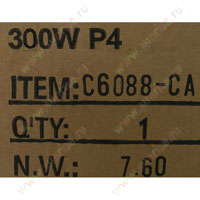 300W P4
ITEM: C6088-CA
Q'TY: 1
N.W.: 7.60